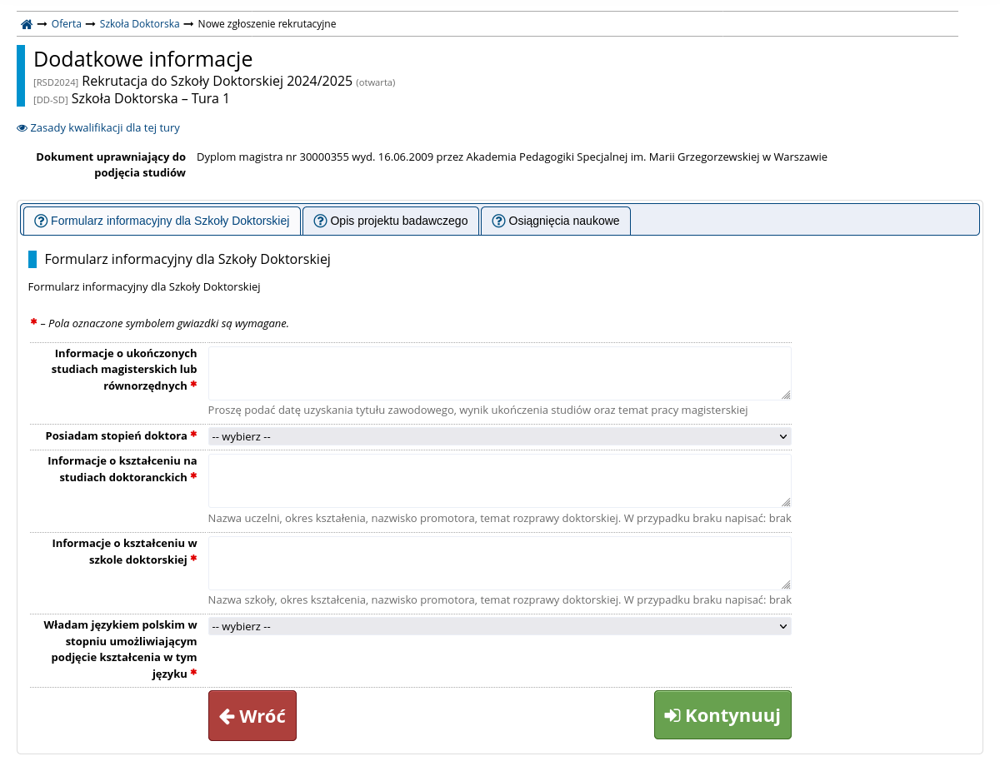 Oferta Szkoła Doktorska Nowe zgłoszenie rekrutacyjne
Dodatkowe informacje
[RSD2024] Rekrutacja do Szkoły Doktorskiej 2024/2025 (otwarta)
[DD-SD] Szkoła Doktorska – Tura 1
Zasady kwalifikacji dla tej tury
Dokument uprawniający do
podjęcia studiów
Dyplom magistra nr 30000355 wyd. 16.06.2009 przez Akademia Pedagogiki Specjalnej im. Marii Grzegorzewskiej w Warszawie
Formularz informacyjny dla Szkoły Doktorskiej
Opis projektu badawczego
Osiągnięcia naukowe
Formularz informacyjny dla Szkoły Doktorskiej
Formularz informacyjny dla Szkoły Doktorskiej
* – Pola oznaczone symbolem gwiazdki są wymagane.
Informacje o ukończonych
studiach magisterskich lub
równorzędnych *
Proszę podać datę uzyskania tytułu zawodowego, wynik ukończenia studiów oraz temat pracy magisterskiej
Posiadam stopień doktora *
-- wybierz --
Informacje o kształceniu na
studiach doktoranckich *
Nazwa uczelni, okres kształenia, nazwisko promotora, temat rozprawy doktorskiej. W przypadku braku napisać: brak
Informacje o kształceniu w
szkole doktorskiej *
Nazwa szkoły, okres kształcenia, nazwisko promotora, temat rozprawy doktorskiej. W przypadku braku napisać: brak
Władam językiem polskim w
stopniu umożliwiającym
podjęcie kształcenia w tym
języku *
-- wybierz --
Wróć
Kontynuuj